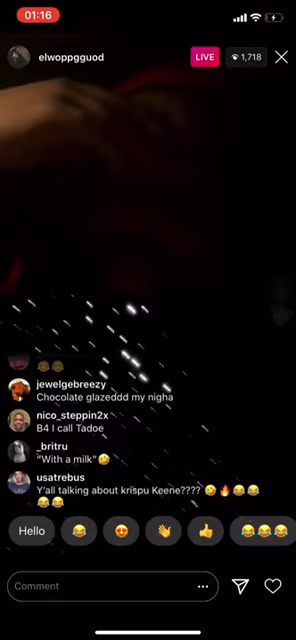 01:16
elwoppgguod
LIVE
1,718
😂😂
jewelgebreezy
Chocolate glazeddd my nigha
nico_steppin2x
B4 I call Tadoe
_britru
"With a milk"🤣
usatrebus
Y'all talking about krispu Keene????🤣🔥😂😂
😂😂
Hello
😂
😍
👋
👍
😂😂😂
Comment